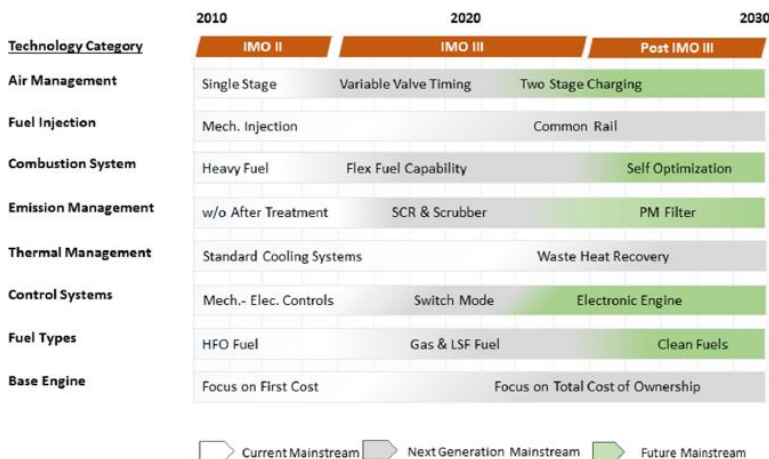 2010 2020 2030
Technology Category IMO II IMO III Post IMO III
Air Management Single Stage Variable Valve Timing Two Stage Charging
Fuel Injection Mech. Injection Common Rail
Combustion System Heavy Fuel Flex Fuel Capability Self Optimization
Emission Management w/o After Treatment SCR & Scrubber PM Filter
Thermal Management Standard Cooling Systems Waste Heat Recovery
Control Systems Mech.- Elec. Controls Switch Mode Electronic Engine
Fuel Types HFO Fuel Gas & LSF Fuel Clean Fuels
Base Engine Focus on First Cost Focus on Total Cost of Ownership
Current Mainstream Next Generation Mainstream Future Mainstream